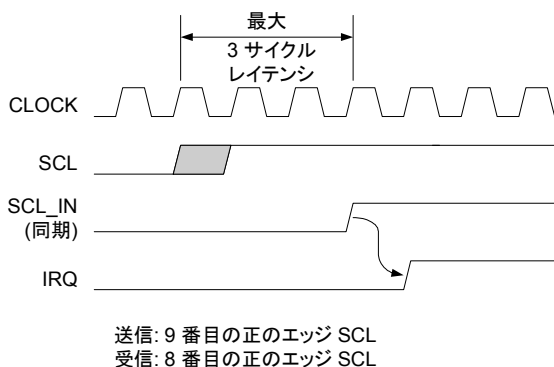 最大
3 サイクル
レイテンシ
CLOCK
SCL
SCL_IN
(同期)
IRQ
送信: 9 番目の正のエッジ SCL
受信: 8 番目の正のエッジ SCL